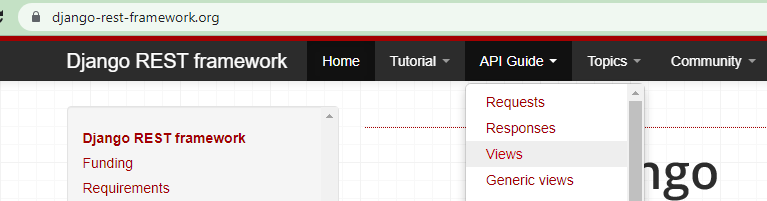 django-rest-framework.org
Django REST framework Home Tutorial API Guide Topics Community
Requests
Responses
Views
Generic views
Django REST framework
Funding
Requirements
ngo